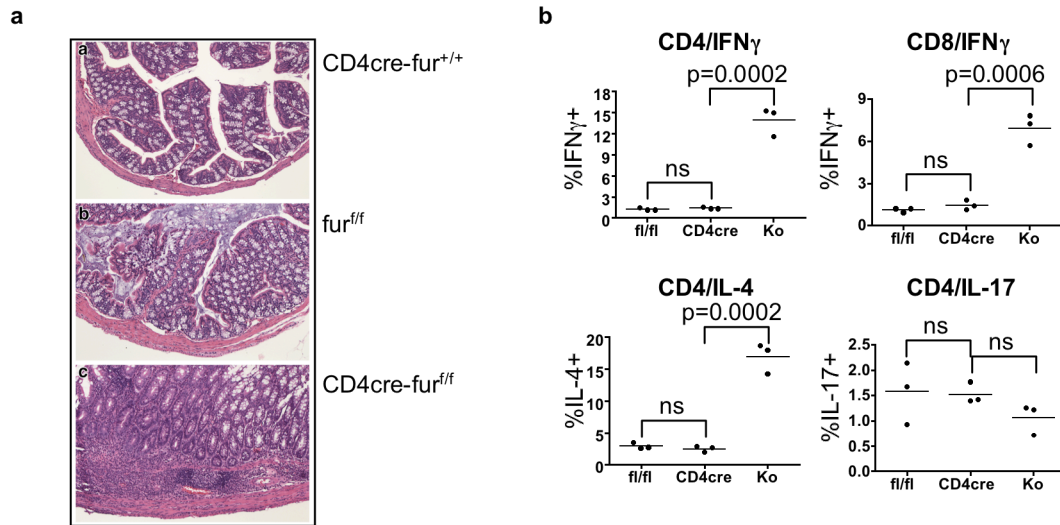 a
a
CD4cre-fur+/+
b
fur f/f
c
CD4cre-fur f/f
b
CD4/IFNγ
p=0.0002
%IFNγ+
18
15
12
9
6
3
0
ns
fl/fl CD4cre Ko
CD8/IFNγ
p=0.0006
%IFNγ+
9
6
3
0
ns
fl/fl CD4cre Ko
CD4/IL-4
p=0.0002
%IL-4+
20
15
10
5
0
ns
fl/fl CD4cre Ko
CD4/IL-17
ns
ns
%IL-17+
2.5
2.0
1.5
1.0
0.5
0.0
fl/fl CD4cre Ko